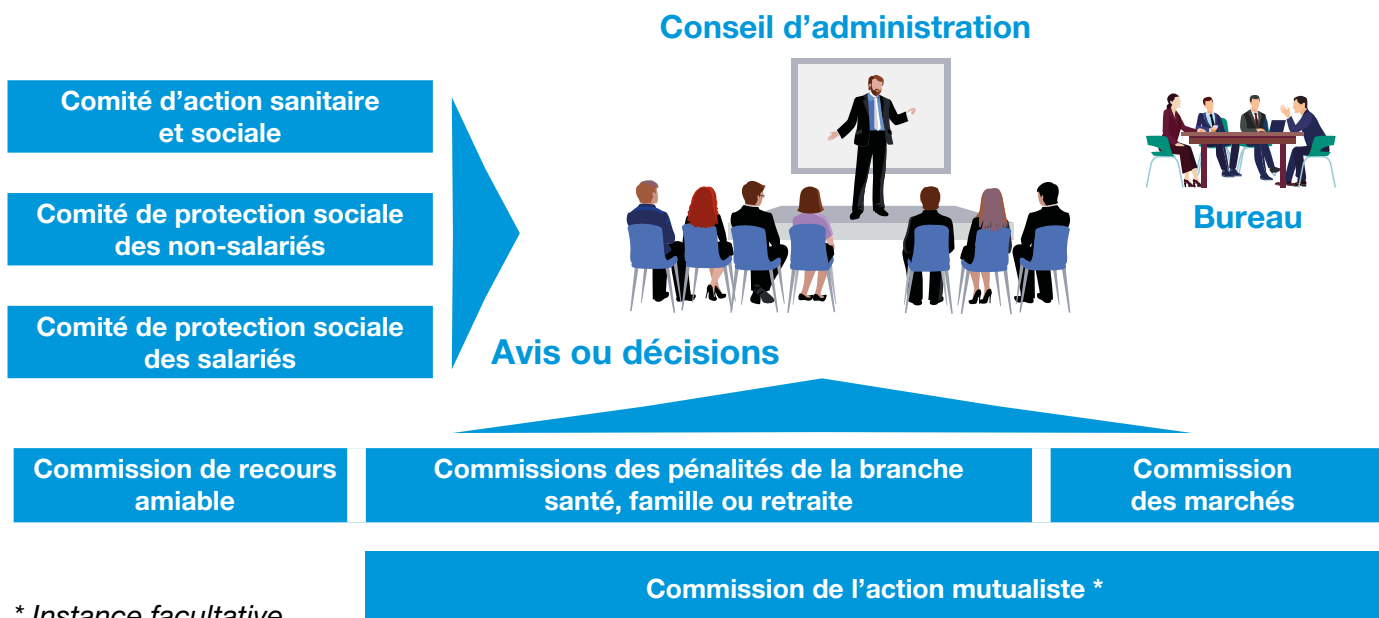 Conseil d’administration
Comité d’action sanitaire
et sociale
Comité de protection sociale
des non-salariés
Comité de protection sociale
des salariés
Bureau
Avis ou décisions
Commission de recours
amiable
Commissions des pénalités de la branche
santé, famille ou retraite
Commission
des marchés
Commission de l’action mutualiste *
* Instance facultative